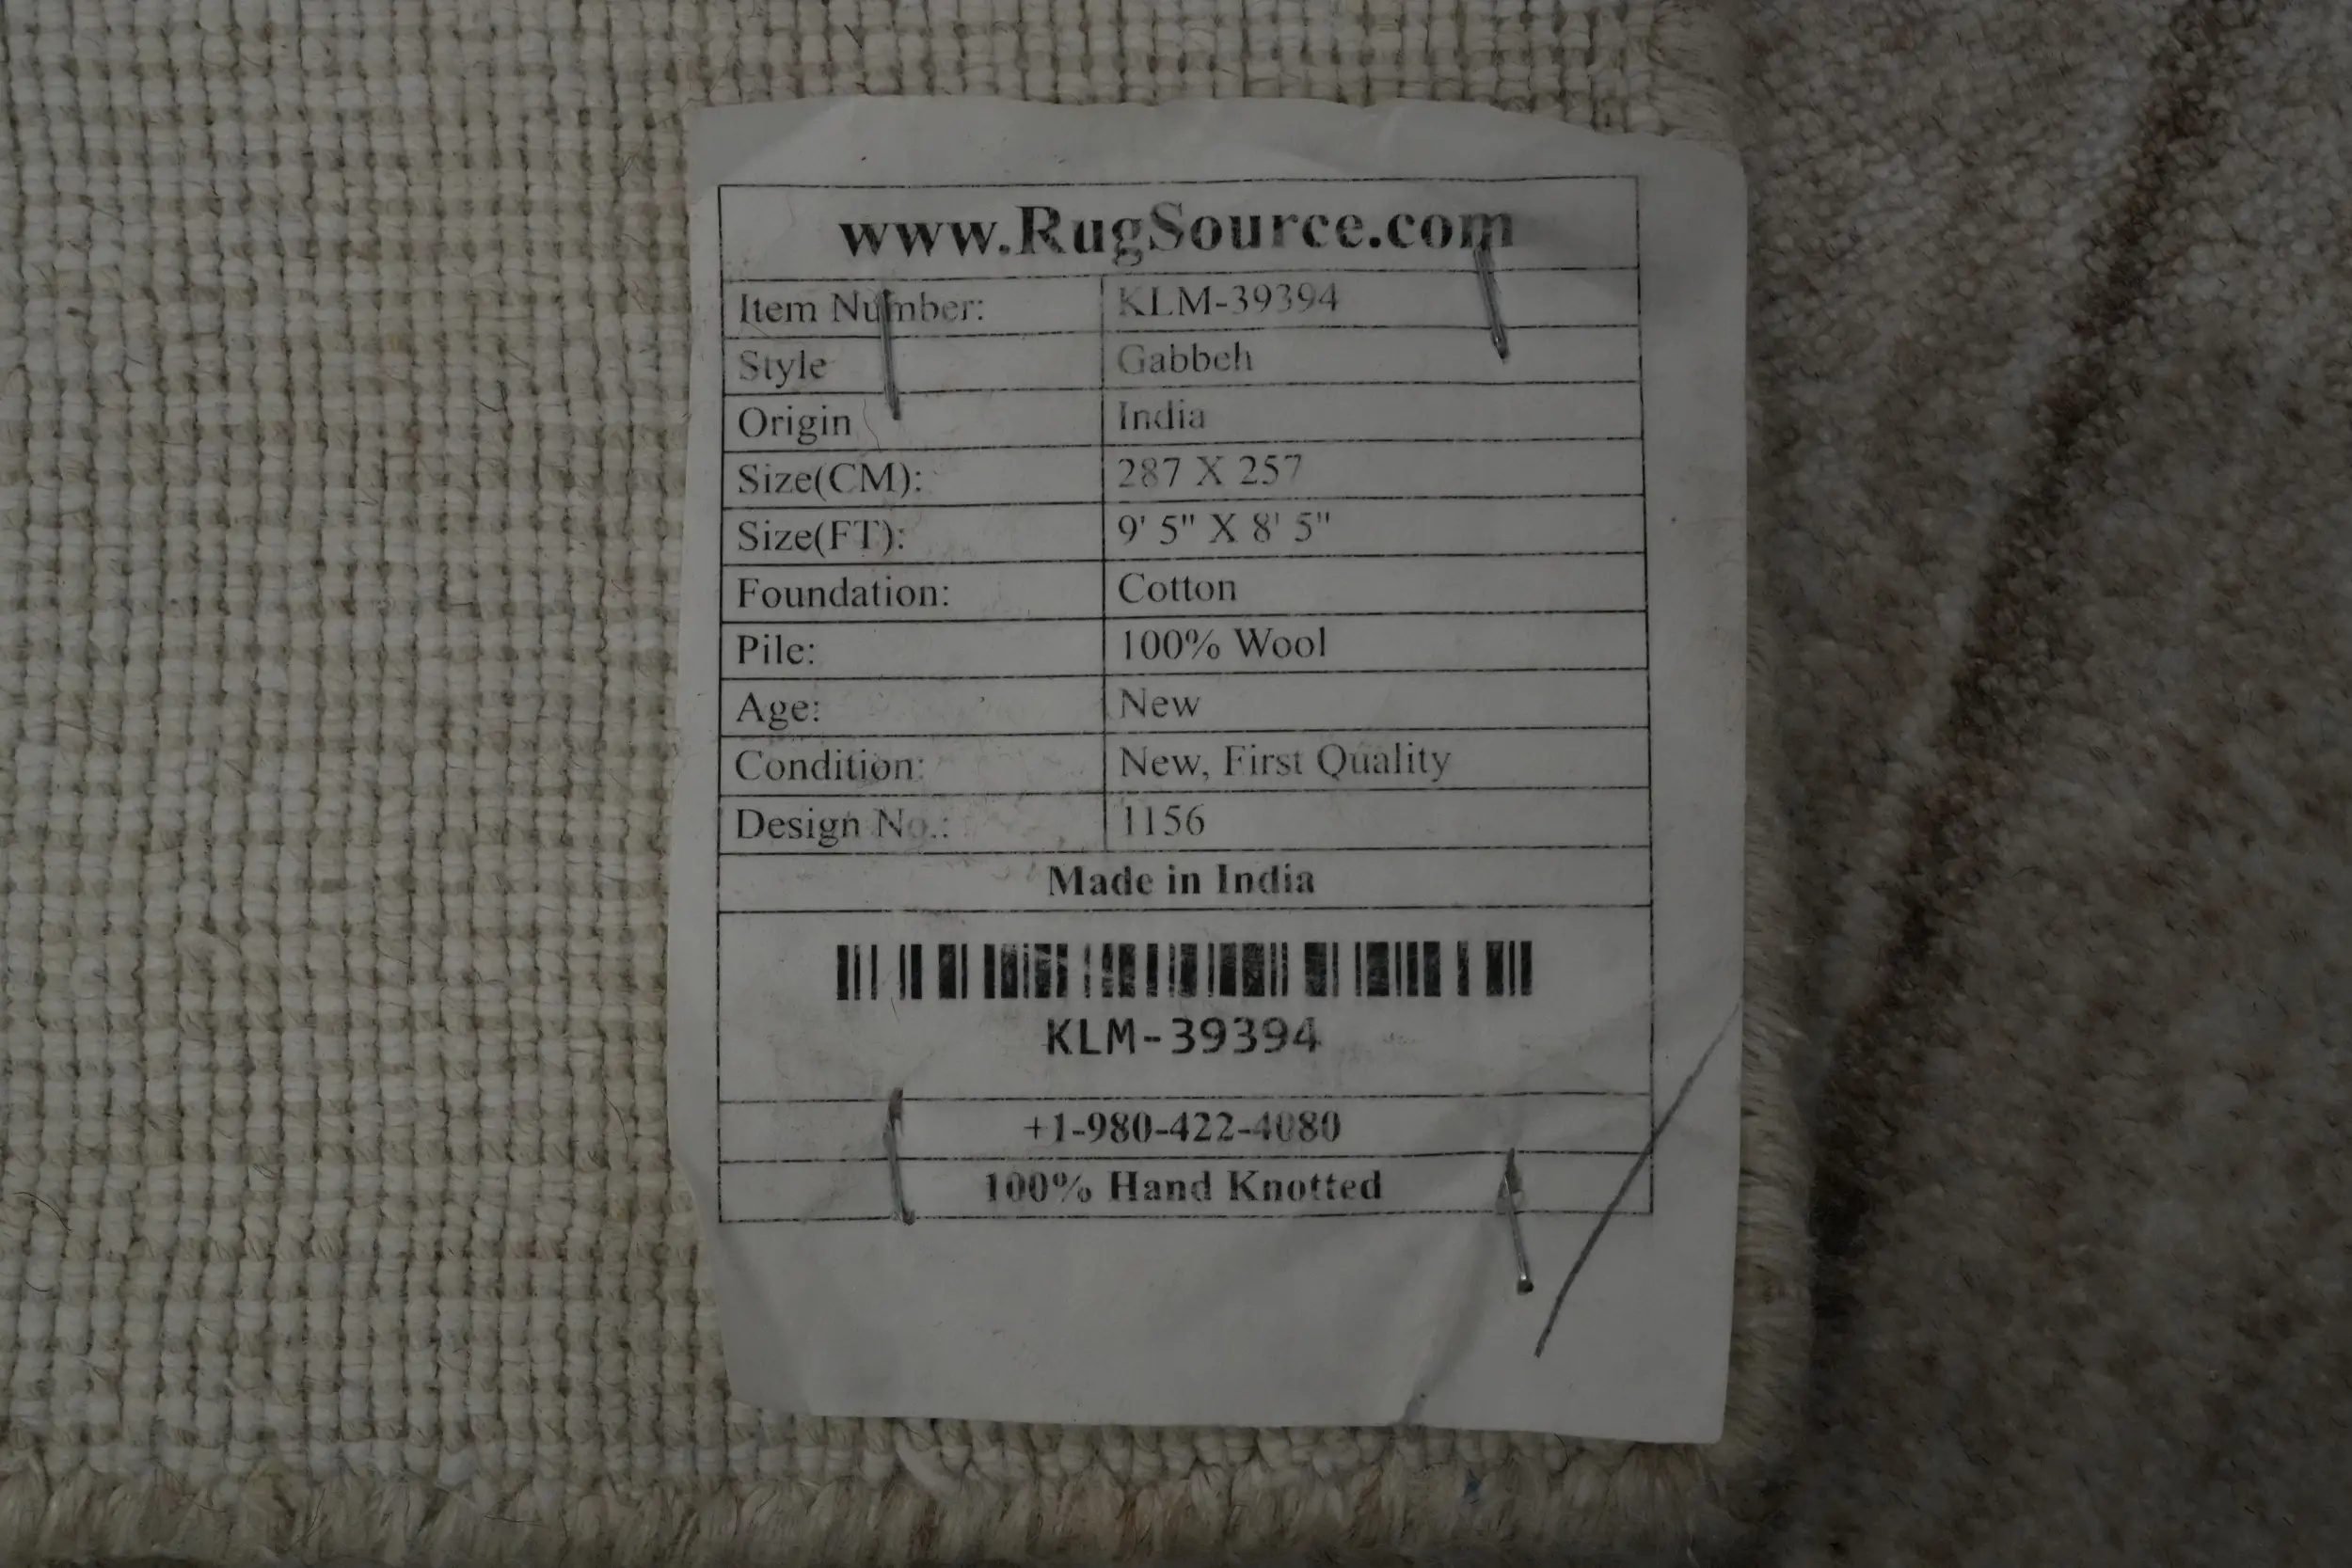 www.RugSource.com
Item Number: KLM-39394
Style Gabbeh
Origin India
Size(CM): 287 X 257
Size(FT): 9' 5" X 8' 5"
Foundation: Cotton
Pile: 100% Wool
Age: New
Condition: New, First Quality
Design No.: 1156
Made in India
KLM-39394
+1-980-422-4080
100% Hand Knotted